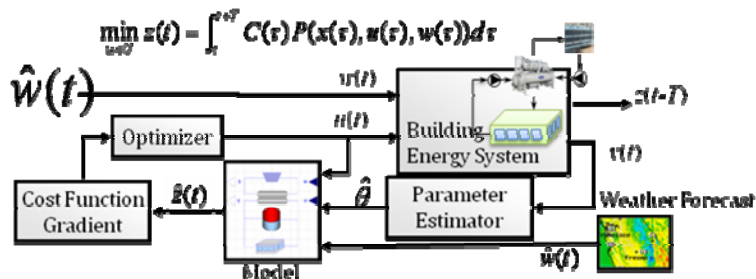 min z(t) = ∫ C(τ) P(x(τ), u(τ), w(τ))dτ
ŵ(t)
w(t)
u(t)
Optimizer
Building
Energy System
z(t-T)
v(t)
Cost Function
Gradient
ẑ(t)
θ̂
Parameter
Estimator
Weather Forecast
ŵ(t)
Model